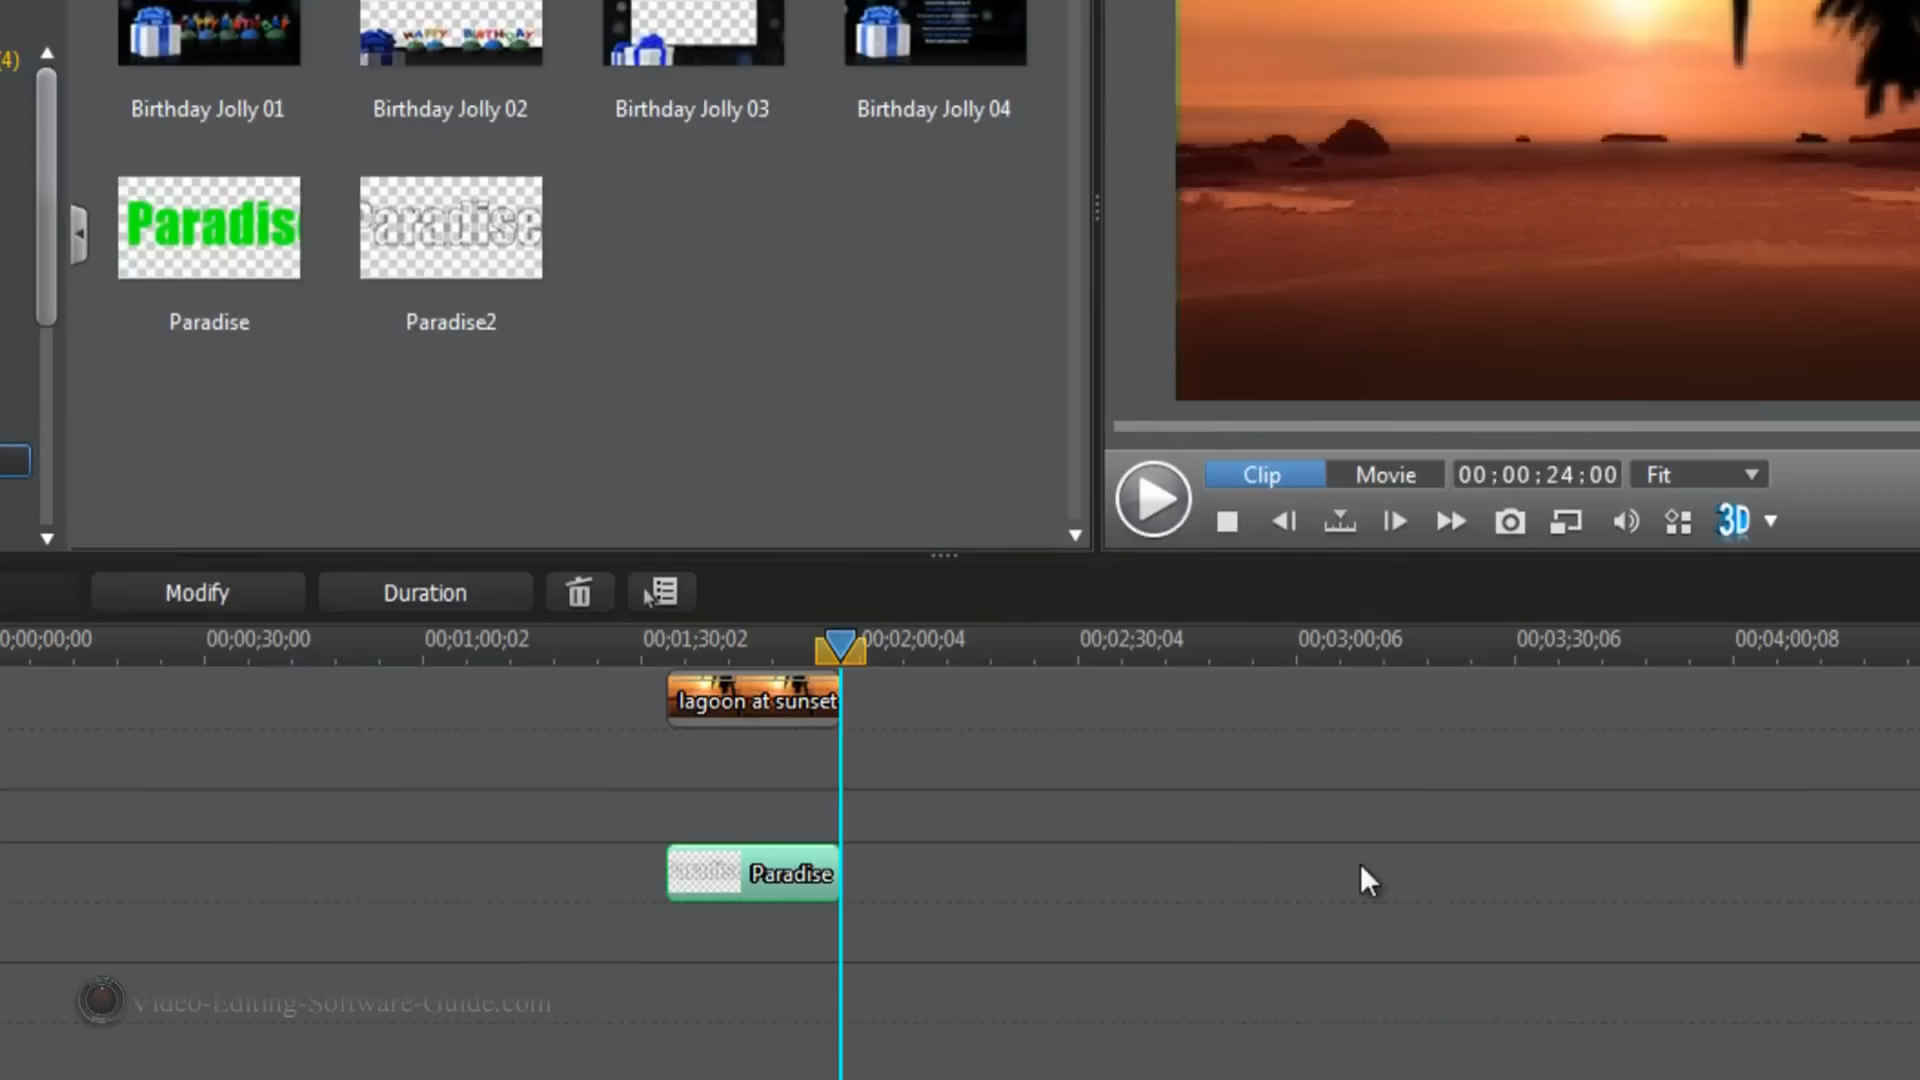 (4)
HAPPY BIRTHDAY
Birthday Jolly 01
Birthday Jolly 02
Birthday Jolly 03
Birthday Jolly 04
Paradis
Paradise
Paradise
Paradise2
Clip
Movie
00;00;24;00
Fit
3D
Modify
Duration
0;00;00;00
00;00;30;00
00;01;00;02
00;01;30;02
00;02;00;04
00;02;30;04
00;03;00;06
00;03;30;06
00;04;00;08
lagoon at sunset
Paradise
Video-Editing-Software-Guide.com